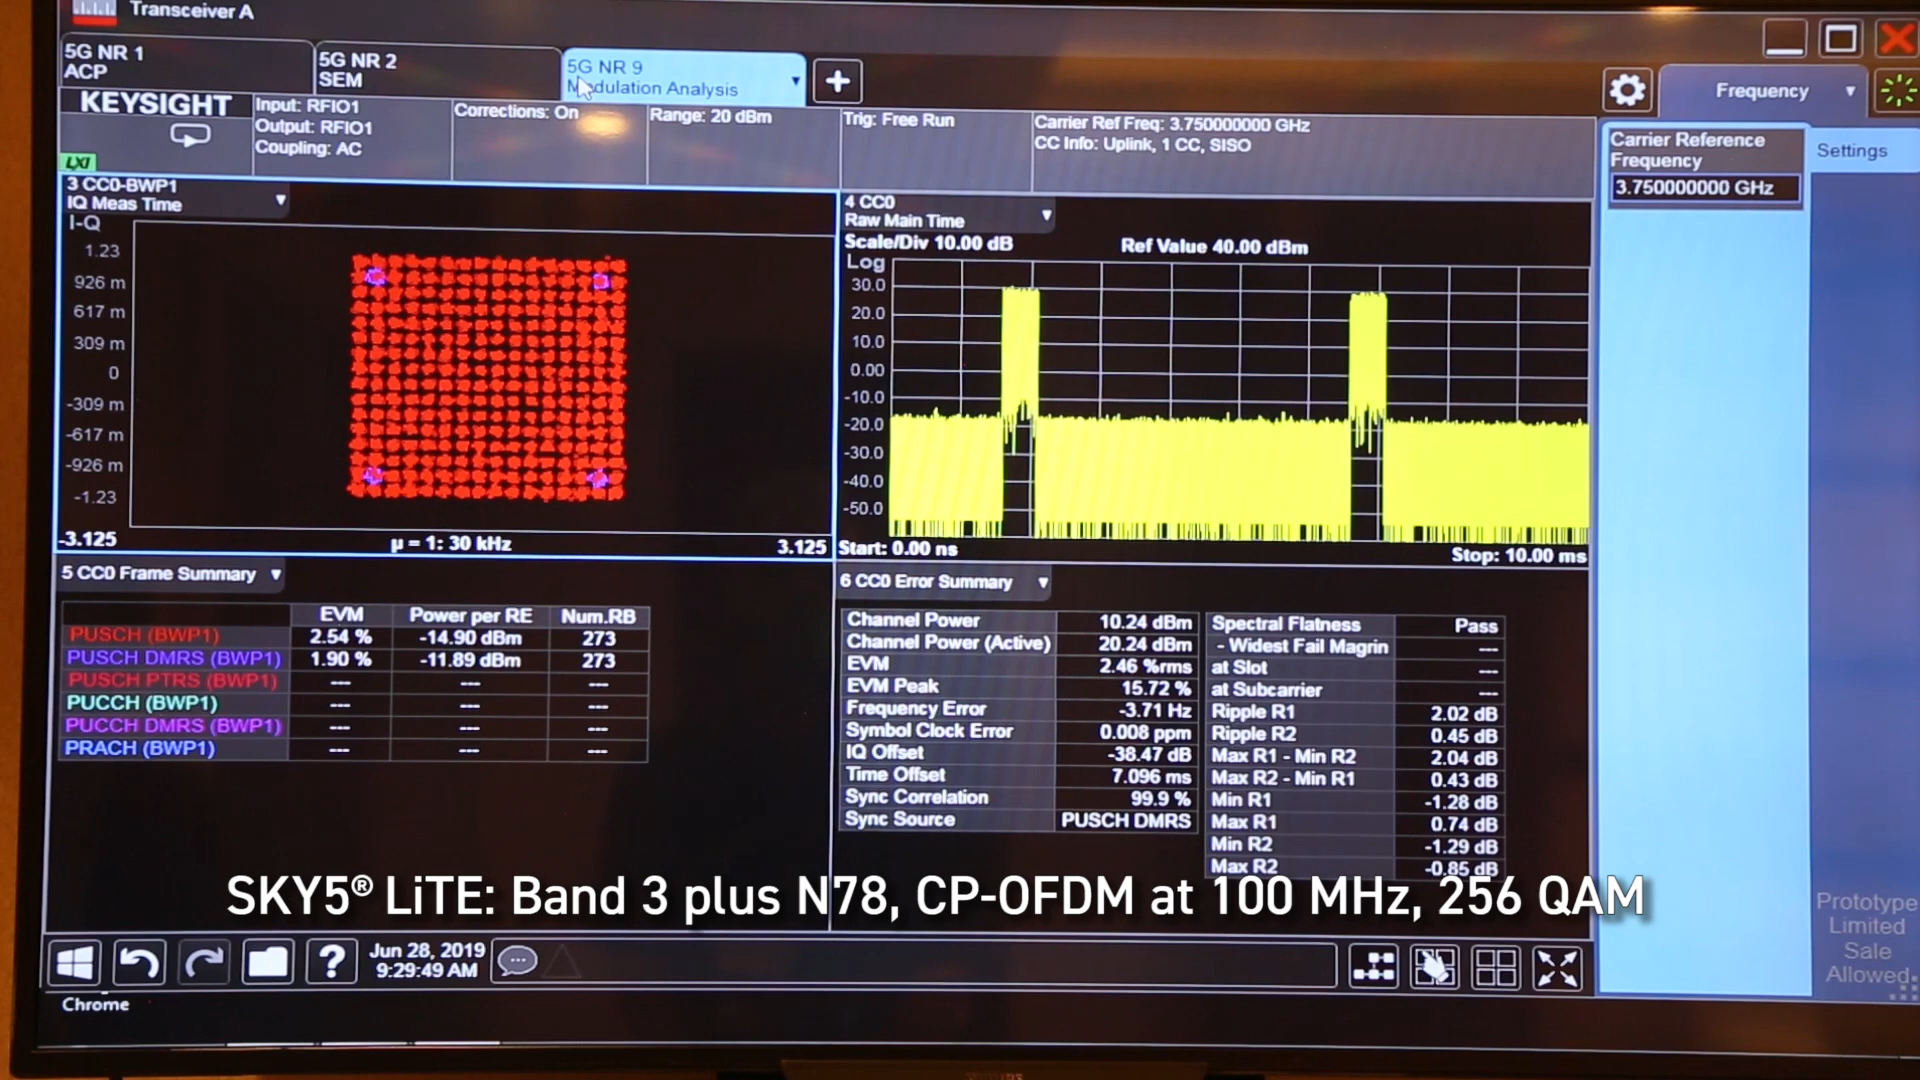 Transceiver A
5G NR 1
ACP
5G NR 2
SEM
5G NR 9
Modulation Analysis
Frequency
KEYSIGHT
LXI
Input: RFIO1
Output: RFIO1
Coupling: AC
Corrections: On
Range: 20 dBm
Trig: Free Run
Carrier Ref Freq: 3.750000000 GHz
CC Info: Uplink, 1 CC, SISO
Carrier Reference
Frequency
3.750000000 GHz
Settings
3 CC0-BWP1
IQ Meas Time
I-Q
1.23
926 m
617 m
309 m
0
-309 m
-617 m
-926 m
-1.23
-3.125
µ = 1: 30 kHz
3.125
4 CC0
Raw Main Time
Scale/Div 10.00 dB
Ref Value 40.00 dBm
Log
30.0
20.0
10.0
0.00
-10.0
-20.0
-30.0
-40.0
-50.0
Start: 0.00 ns
Stop: 10.00 ms
5 CC0 Frame Summary
EVM Power per RE Num.RB
PUSCH (BWP1) 2.54 % -14.90 dBm 273
PUSCH DMRS (BWP1) 1.90 % -11.89 dBm 273
PUSCH PTRS (BWP1) --- --- ---
PUCCH (BWP1) --- --- ---
PUCCH DMRS (BWP1) --- --- ---
PRACH (BWP1) --- --- ---
6 CC0 Error Summary
Channel Power 10.24 dBm
Channel Power (Active) 20.24 dBm
EVM 2.46 %rms
EVM Peak 15.72 %
Frequency Error -3.71 Hz
Symbol Clock Error 0.008 ppm
IQ Offset -38.47 dB
Time Offset 7.096 ms
Sync Correlation 99.9 %
Sync Source PUSCH DMRS
Spectral Flatness Pass
- Widest Fail Magrin ---
at Slot ---
at Subcarrier ---
Ripple R1 2.02 dB
Ripple R2 0.45 dB
Max R1 - Min R2 2.04 dB
Max R2 - Min R1 0.43 dB
Min R1 -1.28 dB
Max R1 0.74 dB
Min R2 -1.29 dB
Max R2 -0.85 dB
SKY5® LiTE: Band 3 plus N78, CP-OFDM at 100 MHz, 256 QAM
Prototype
Limited
Sale
Allowed.
Jun 28, 2019
9:29:49 AM
Chrome